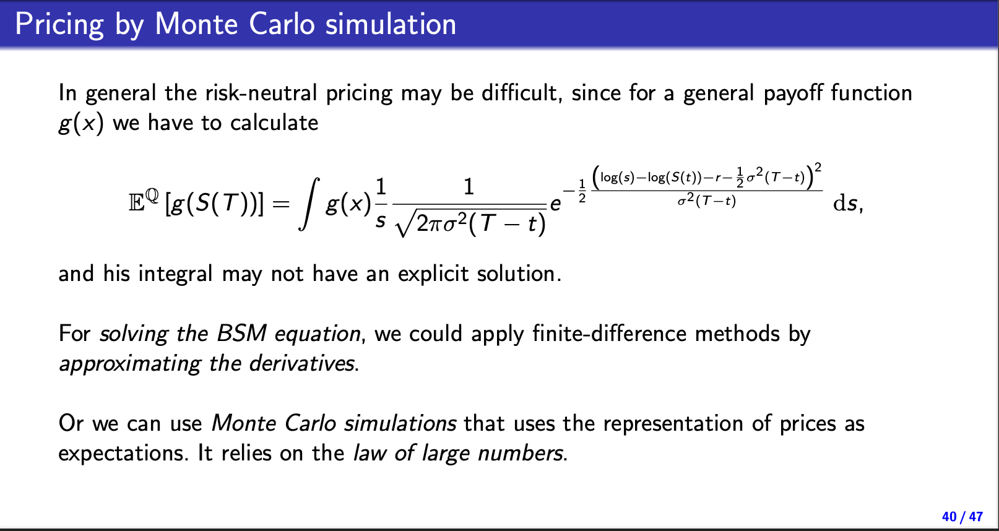 Pricing by Monte Carlo simulation
In general the risk-neutral pricing may be difficult, since for a general payoff function
g(x) we have to calculate
$\mathbb{E}^{\mathbb{Q}}[g(S(T))] = \int g(x) \frac{1}{s} \frac{1}{\sqrt{2\pi\sigma^2(T-t)}} e^{-\frac{1}{2} \frac{\left(\log(s)-\log(S(t))-r-\frac{1}{2}\sigma^2(T-t)\right)^2}{\sigma^2(T-t)}} \, \mathrm{d}s,$
and his integral may not have an explicit solution.
For solving the BSM equation, we could apply finite-difference methods by
approximating the derivatives.
Or we can use Monte Carlo simulations that uses the representation of prices as
expectations. It relies on the law of large numbers.
40 / 47